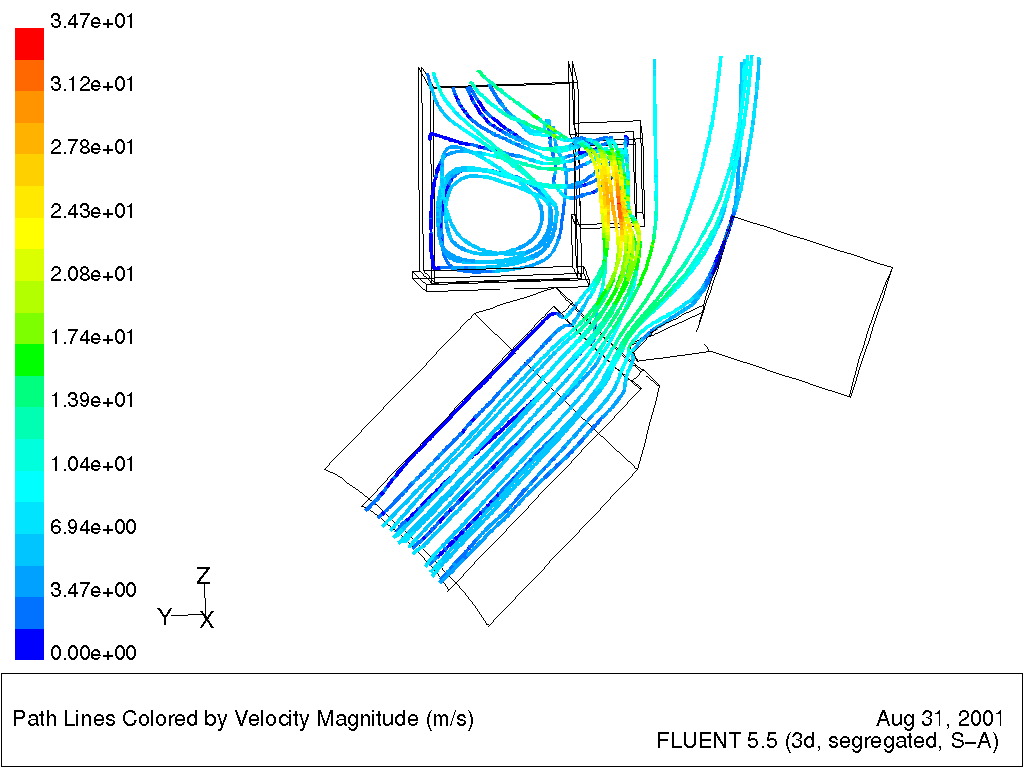 3.47e+01
3.12e+01
2.78e+01
2.43e+01
2.08e+01
1.74e+01
1.39e+01
1.04e+01
6.94e+00
3.47e+00
0.00e+00
Z
Y
X
Path Lines Colored by Velocity Magnitude (m/s)
Aug 31, 2001
FLUENT 5.5 (3d, segregated, S-A)